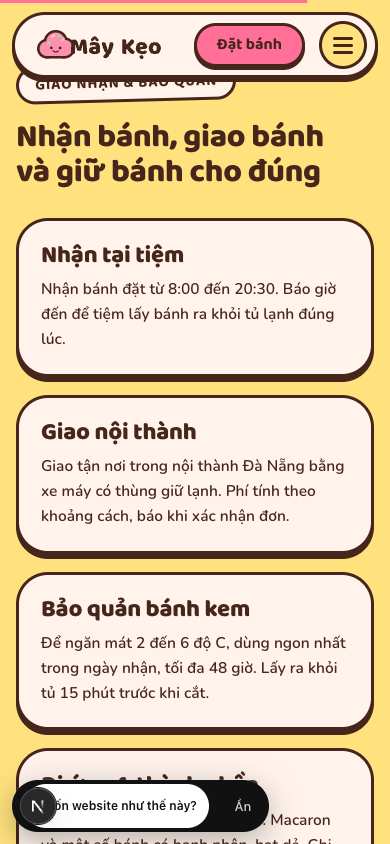 Mây Kẹo
Đặt bánh
GIAO NHẬN & BẢO QUẢN
Nhận bánh, giao bánh
và giữ bánh cho đúng
Nhận tại tiệm
Nhận bánh đặt từ 8:00 đến 20:30. Báo giờ
đến để tiệm lấy bánh ra khỏi tủ lạnh đúng
lúc.
Giao nội thành
Giao tận nơi trong nội thành Đà Nẵng bằng
xe máy có thùng giữ lạnh. Phí tính theo
khoảng cách, báo khi xác nhận đơn.
Bảo quản bánh kem
Để ngăn mát 2 đến 6 độ C, dùng ngon nhất
trong ngày nhận, tối đa 48 giờ. Lấy ra khỏi
tủ 15 phút trước khi cắt.
N
website như thế này?
Ẩn
Macaron